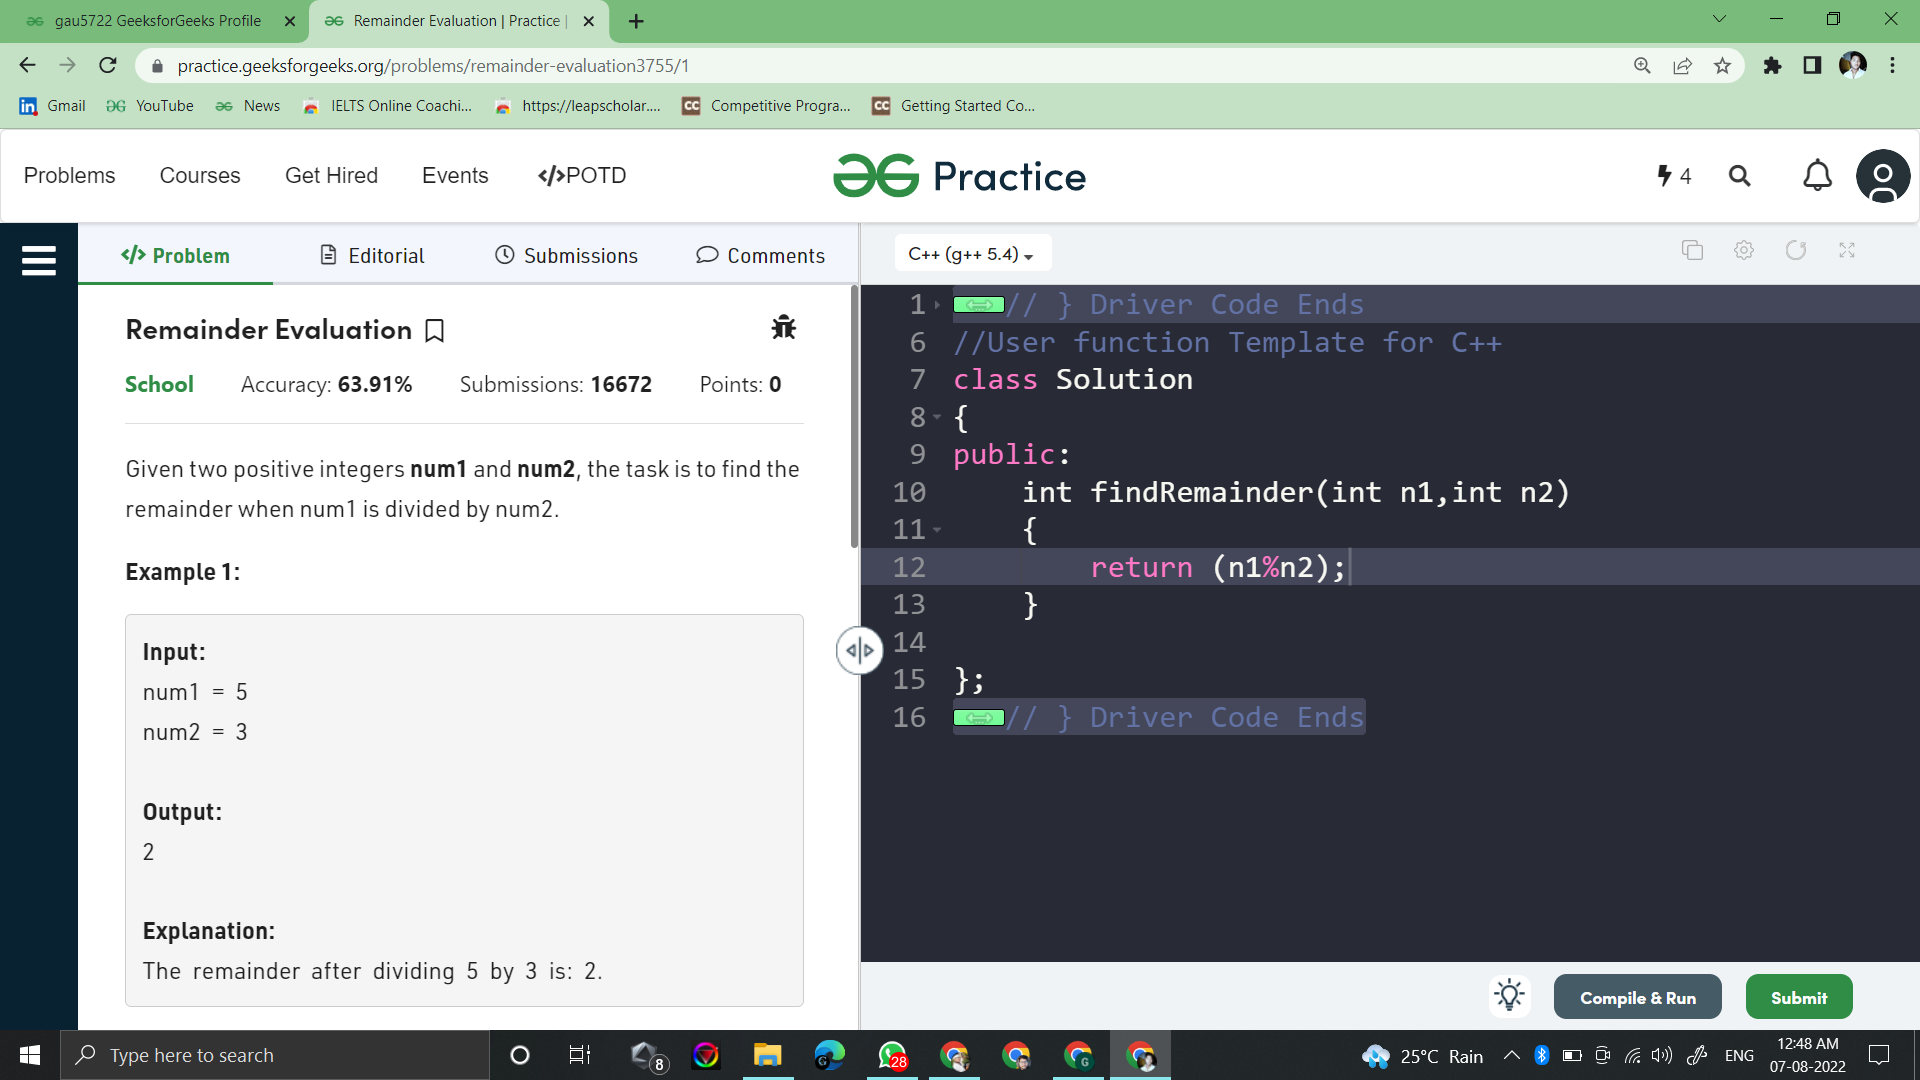 gau5722 GeeksforGeeks Profile
Remainder Evaluation | Practice |
practice.geeksforgeeks.org/problems/remainder-evaluation3755/1
Gmail YouTube News IELTS Online Coachi... https://leapscholar.... CC Competitive Progra... CC Getting Started Co...
Problems Courses Get Hired Events </>POTD Practice 4
</> Problem Editorial Submissions Comments
C++ (g++ 5.4)
Remainder Evaluation
School Accuracy: 63.91% Submissions: 16672 Points: 0
Given two positive integers num1 and num2, the task is to find the
remainder when num1 is divided by num2.
Example 1:
Input:
num1 = 5
num2 = 3
Output:
2
Explanation:
The remainder after dividing 5 by 3 is: 2.
1 // } Driver Code Ends
6 //User function Template for C++
7 class Solution
8 {
9 public:
10 int findRemainder(int n1,int n2)
11 {
12 return (n1%n2);
13 }
14
15 };
16 // } Driver Code Ends
Compile & Run Submit
Type here to search
8
28
G
25°C Rain
ENG
12:48 AM
07-08-2022